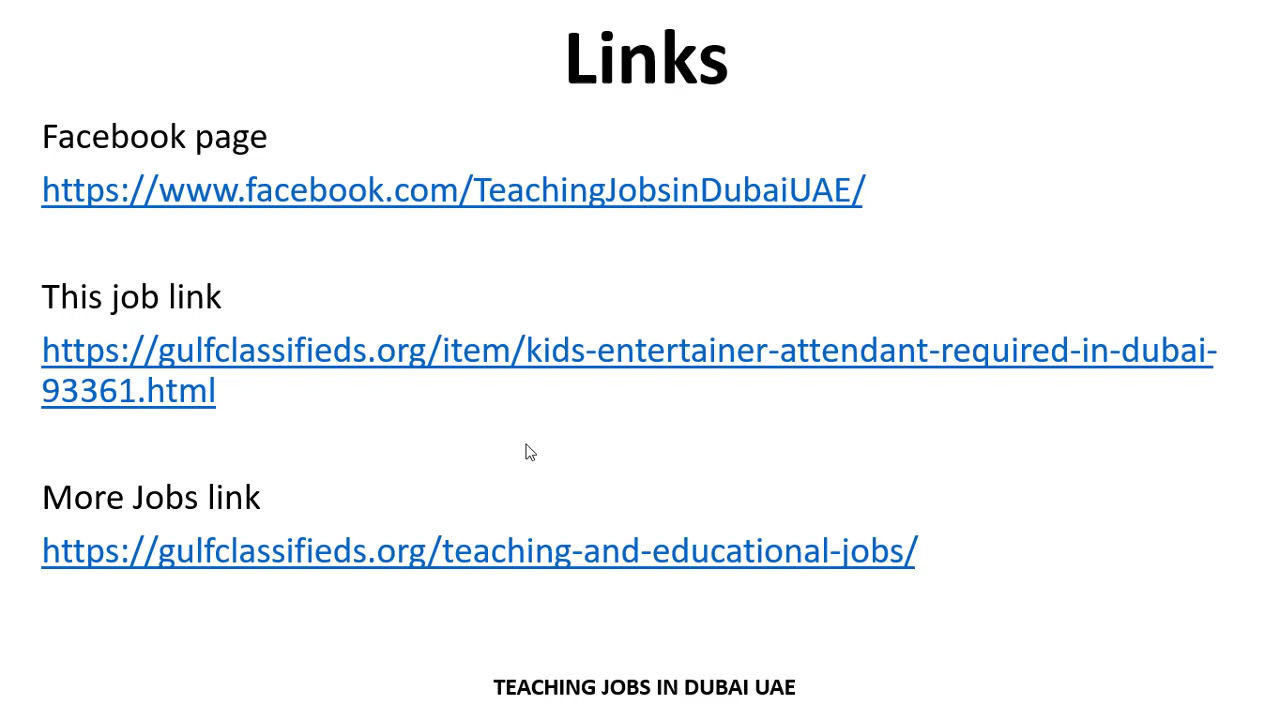 Links
Facebook page
https://www.facebook.com/TeachingJobsinDubaiUAE/
This job link
https://gulfclassifieds.org/item/kids-entertainer-attendant-required-in-dubai-
93361.html
More Jobs link
https://gulfclassifieds.org/teaching-and-educational-jobs/
TEACHING JOBS IN DUBAI UAE